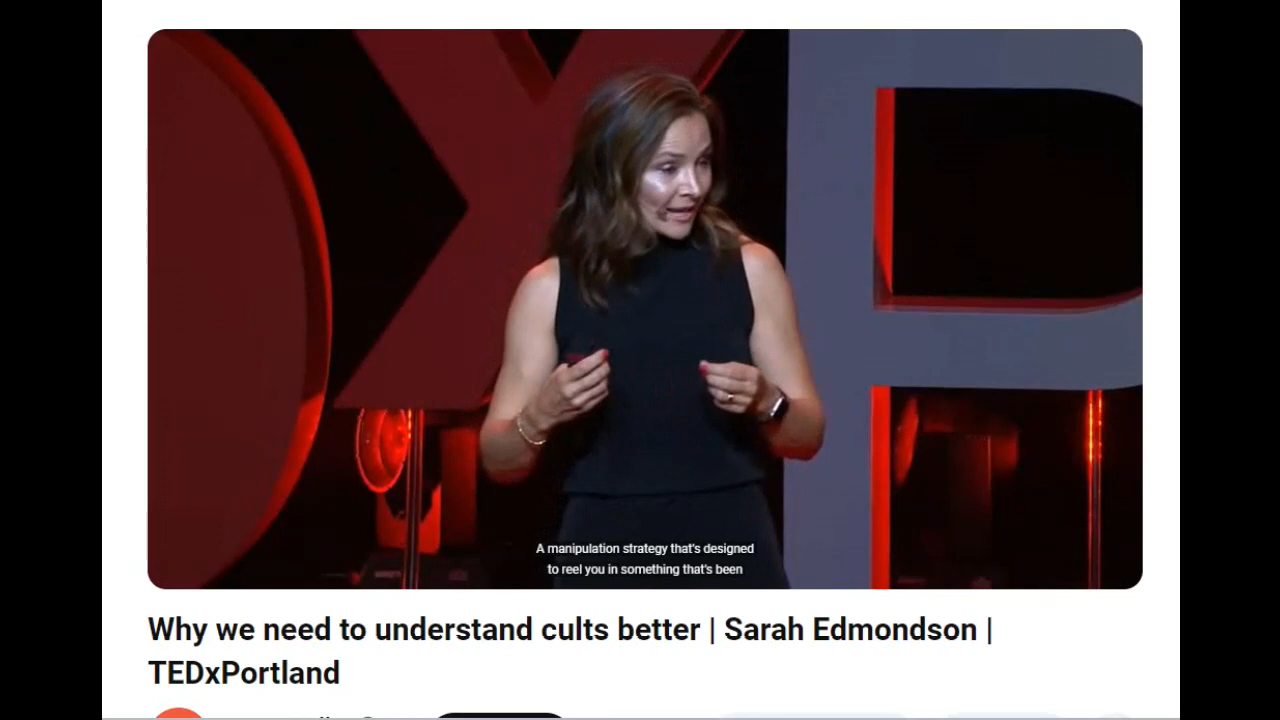 XP
A manipulation strategy that's designed
to reel you in something that's been
Why we need to understand cults better | Sarah Edmondson |
TEDxPortland